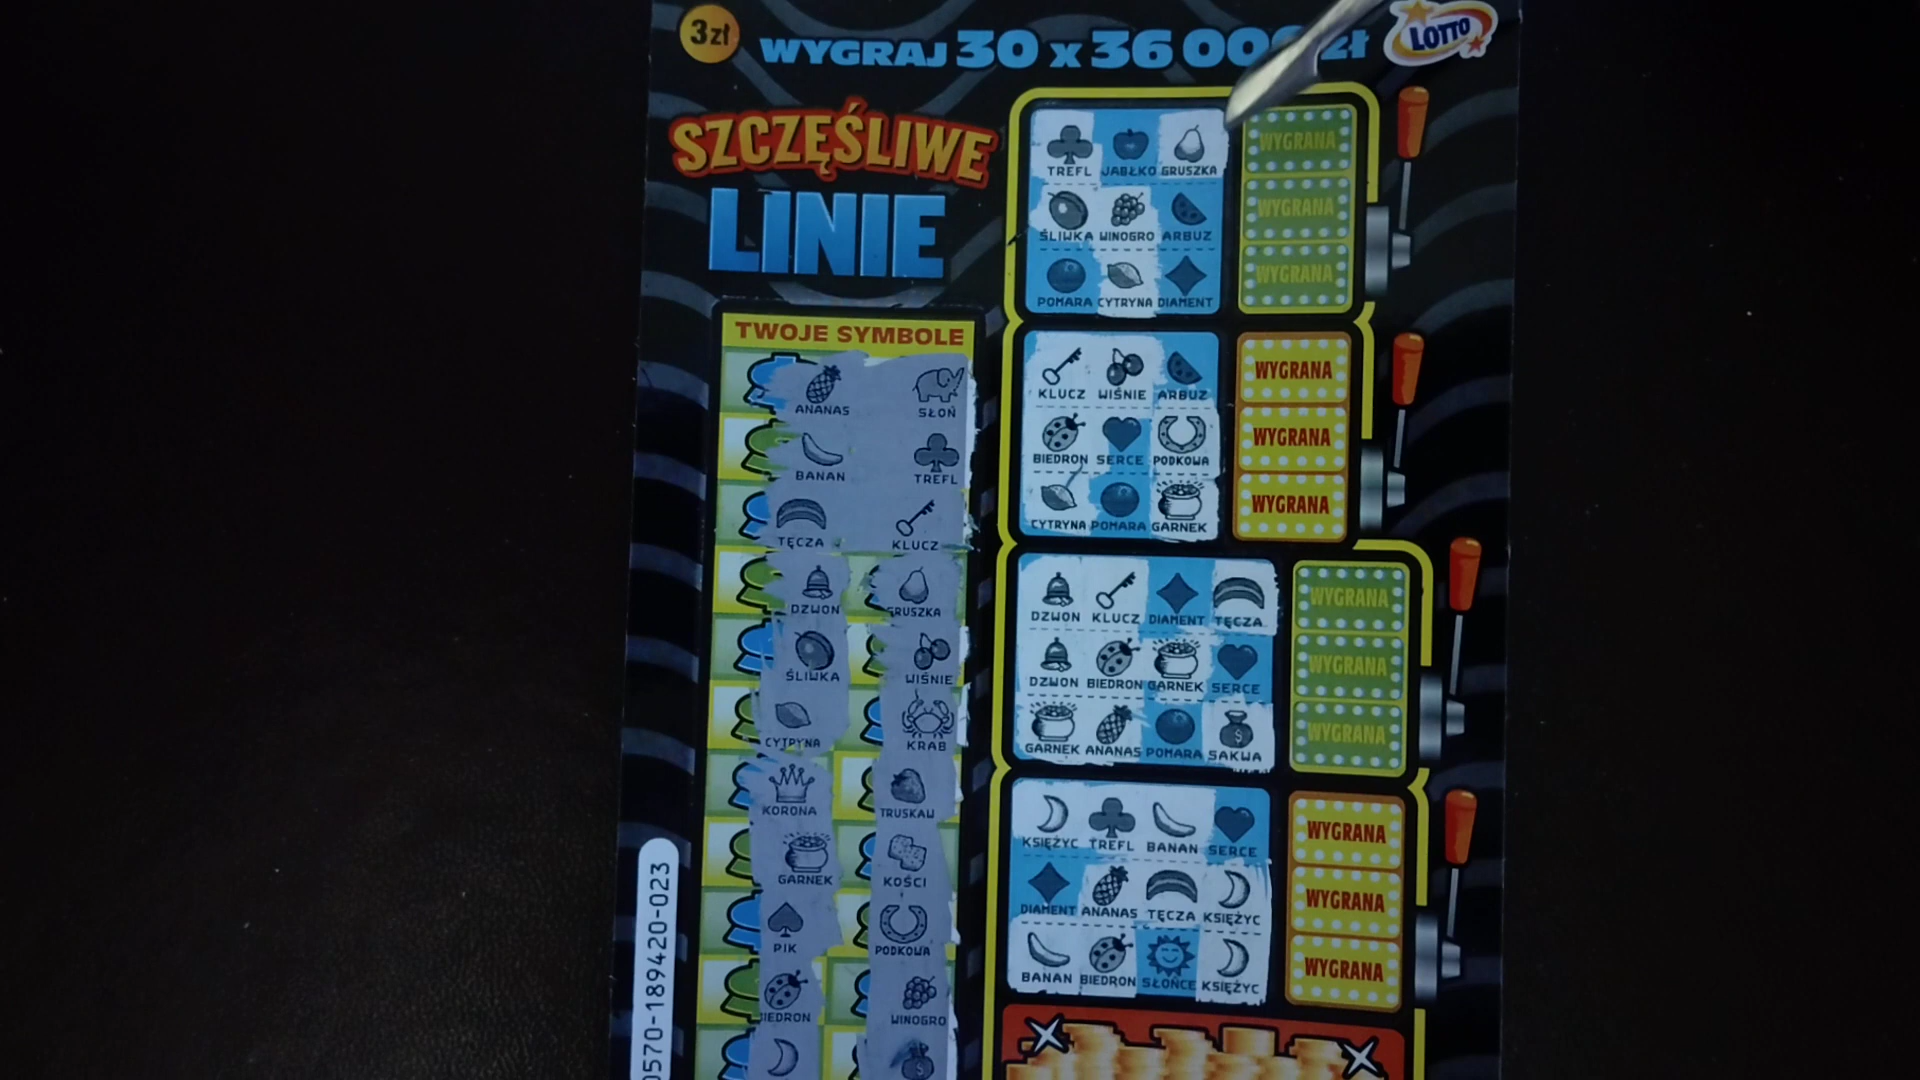 3zł
WYGRAJ 30 x 36 000 zł
LOTTO
SZCZĘŚLIWE
LINIE
TWOJE SYMBOLE
ANANAS SŁOŃ
BANAN TREFL
TĘCZA KLUCZ
DZWON GRUSZKA
ŚLIWKA WIŚNIE
CYTRYNA KRAB
KORONA TRUSKAW
GARNEK KOŚCI
PIK PODKOWA
BIEDRON WINOGRO
0570-189420-023
TREFL JABŁKO GRUSZKA
WYGRANA
ŚLIWKA WINOGRO ARBUZ
WYGRANA
POMARA CYTRYNA DIAMENT
WYGRANA
KLUCZ WIŚNIE ARBUZ
WYGRANA
BIEDRON SERCE PODKOWA
WYGRANA
CYTRYNA POMARA GARNEK
WYGRANA
DZWON KLUCZ DIAMENT TĘCZA
WYGRANA
DZWON BIEDRON GARNEK SERCE
WYGRANA
GARNEK ANANAS POMARA SAKWA
WYGRANA
KSIĘŻYC TREFL BANAN SERCE
WYGRANA
DIAMENT ANANAS TĘCZA KSIĘŻYC
WYGRANA
BANAN BIEDRON SŁOŃCE KSIĘŻYC
WYGRANA